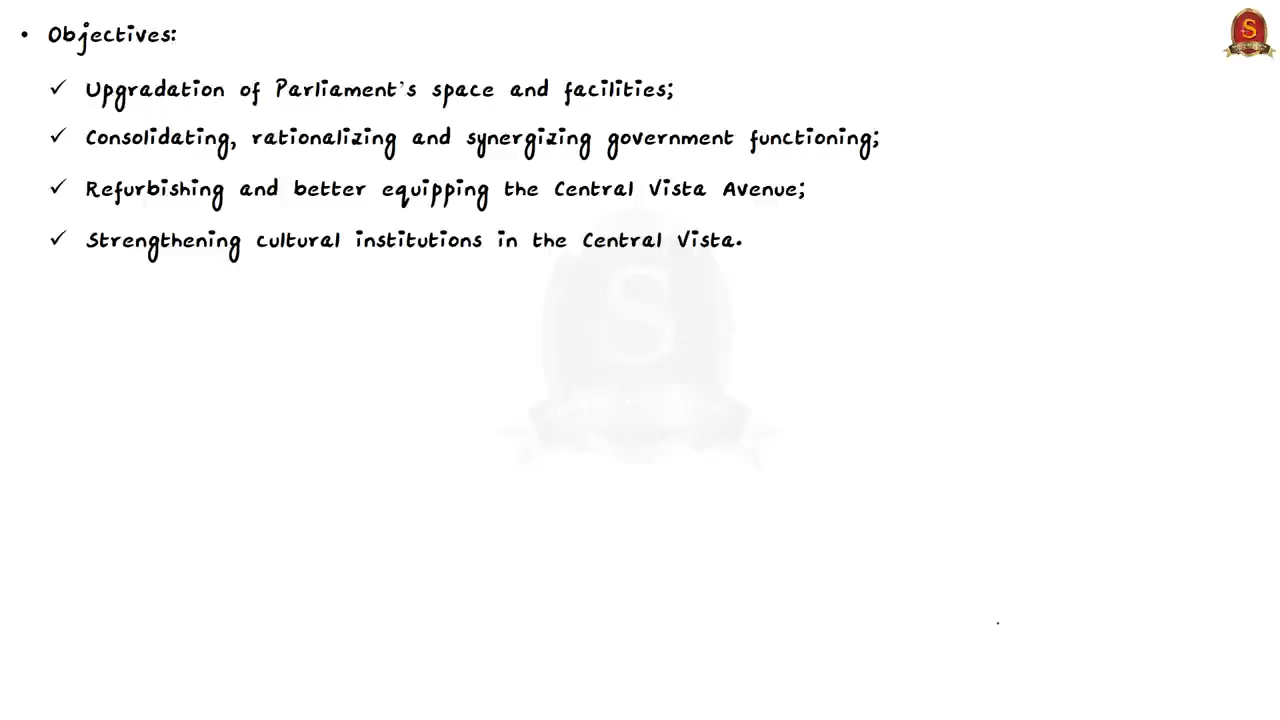 • Objectives:
✓ Upgradation of Parliament's space and facilities;
✓ Consolidating, rationalizing and synergizing government functioning;
✓ Refurbishing and better equipping the Central Vista Avenue;
✓ Strengthening cultural institutions in the Central Vista.
S
S